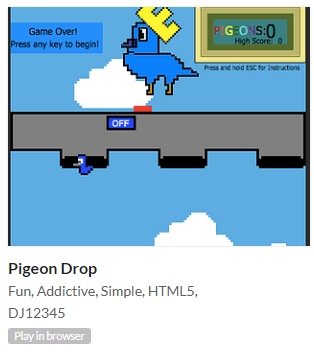 Game Over!
Press any key to begin!
E
PIGEONS:0
High Score: 0
Press and hold ESC for Instructions
OFF
Pigeon Drop
Fun, Addictive, Simple, HTML5,
DJ12345
Play in browser